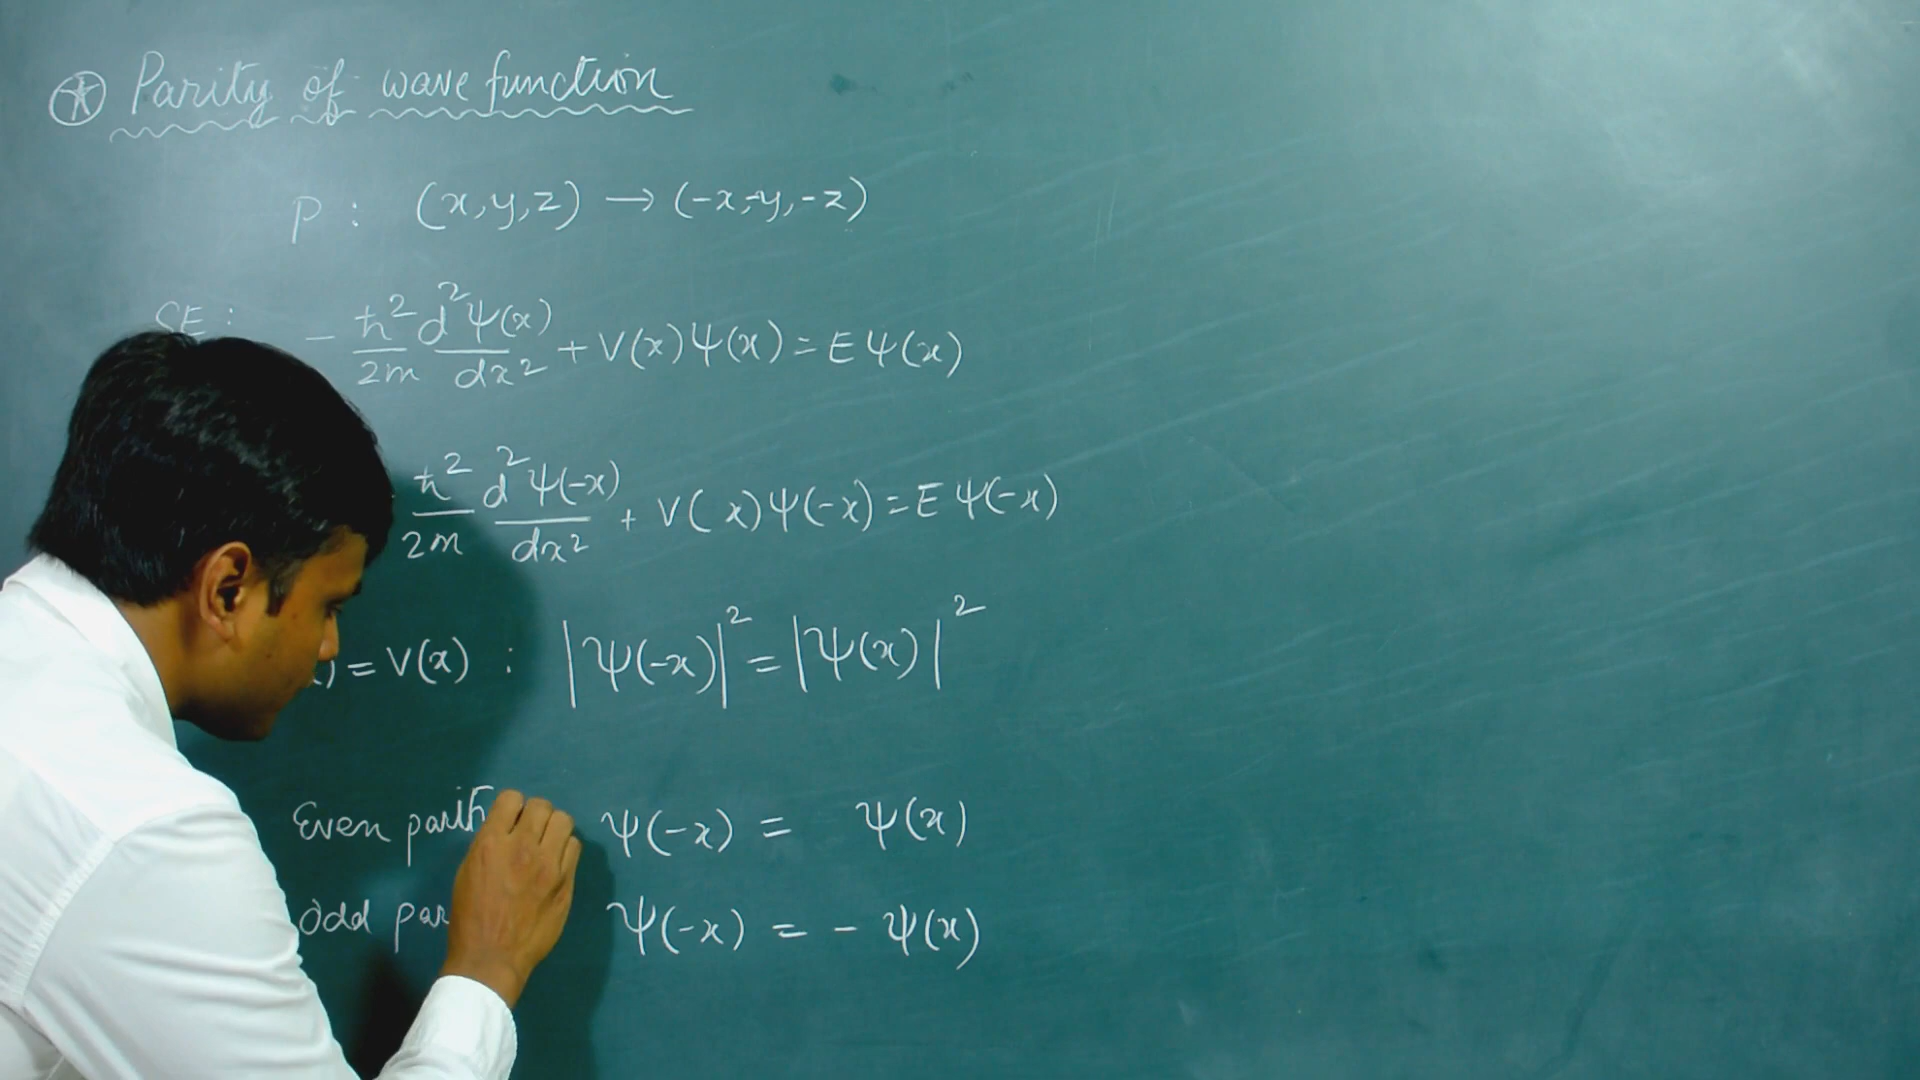 Parity of wave function
P : (x,y,z) → (-x,-y,-z)
SE : - ħ²/2m d²ψ(x)/dx² + V(x)ψ(x) = Eψ(x)
ħ²/2m d²ψ(-x)/dx² + V( x)ψ(-x) = Eψ(-x)
) = V(x) : |ψ(-x)|² = |ψ(x)|²
Even parity ψ(-x) = ψ(x)
Odd par ψ(-x) = - ψ(x)